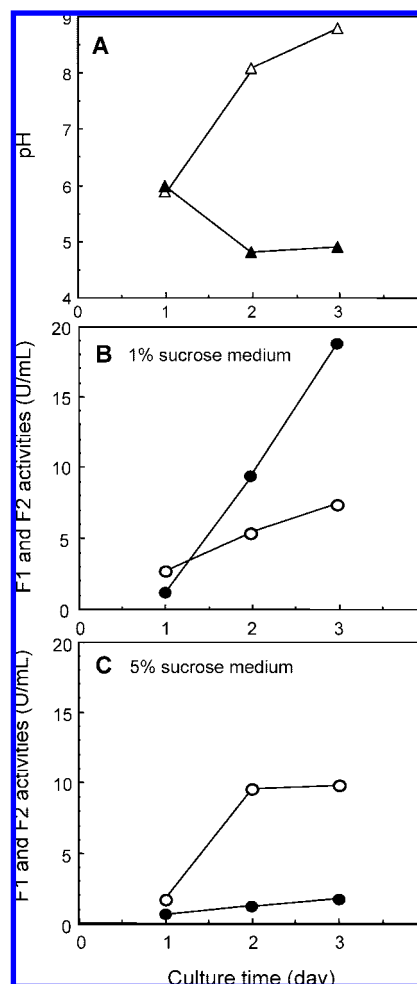 9
A
8
7
pH
6
5
4
0 1 2 3
20
B 1% sucrose medium
15
10
5
0
F1 and F2 activities (U/mL)
0 1 2 3
20
C 5% sucrose medium
15
10
5
0
F1 and F2 activities (U/mL)
0 1 2 3
Culture time (day)